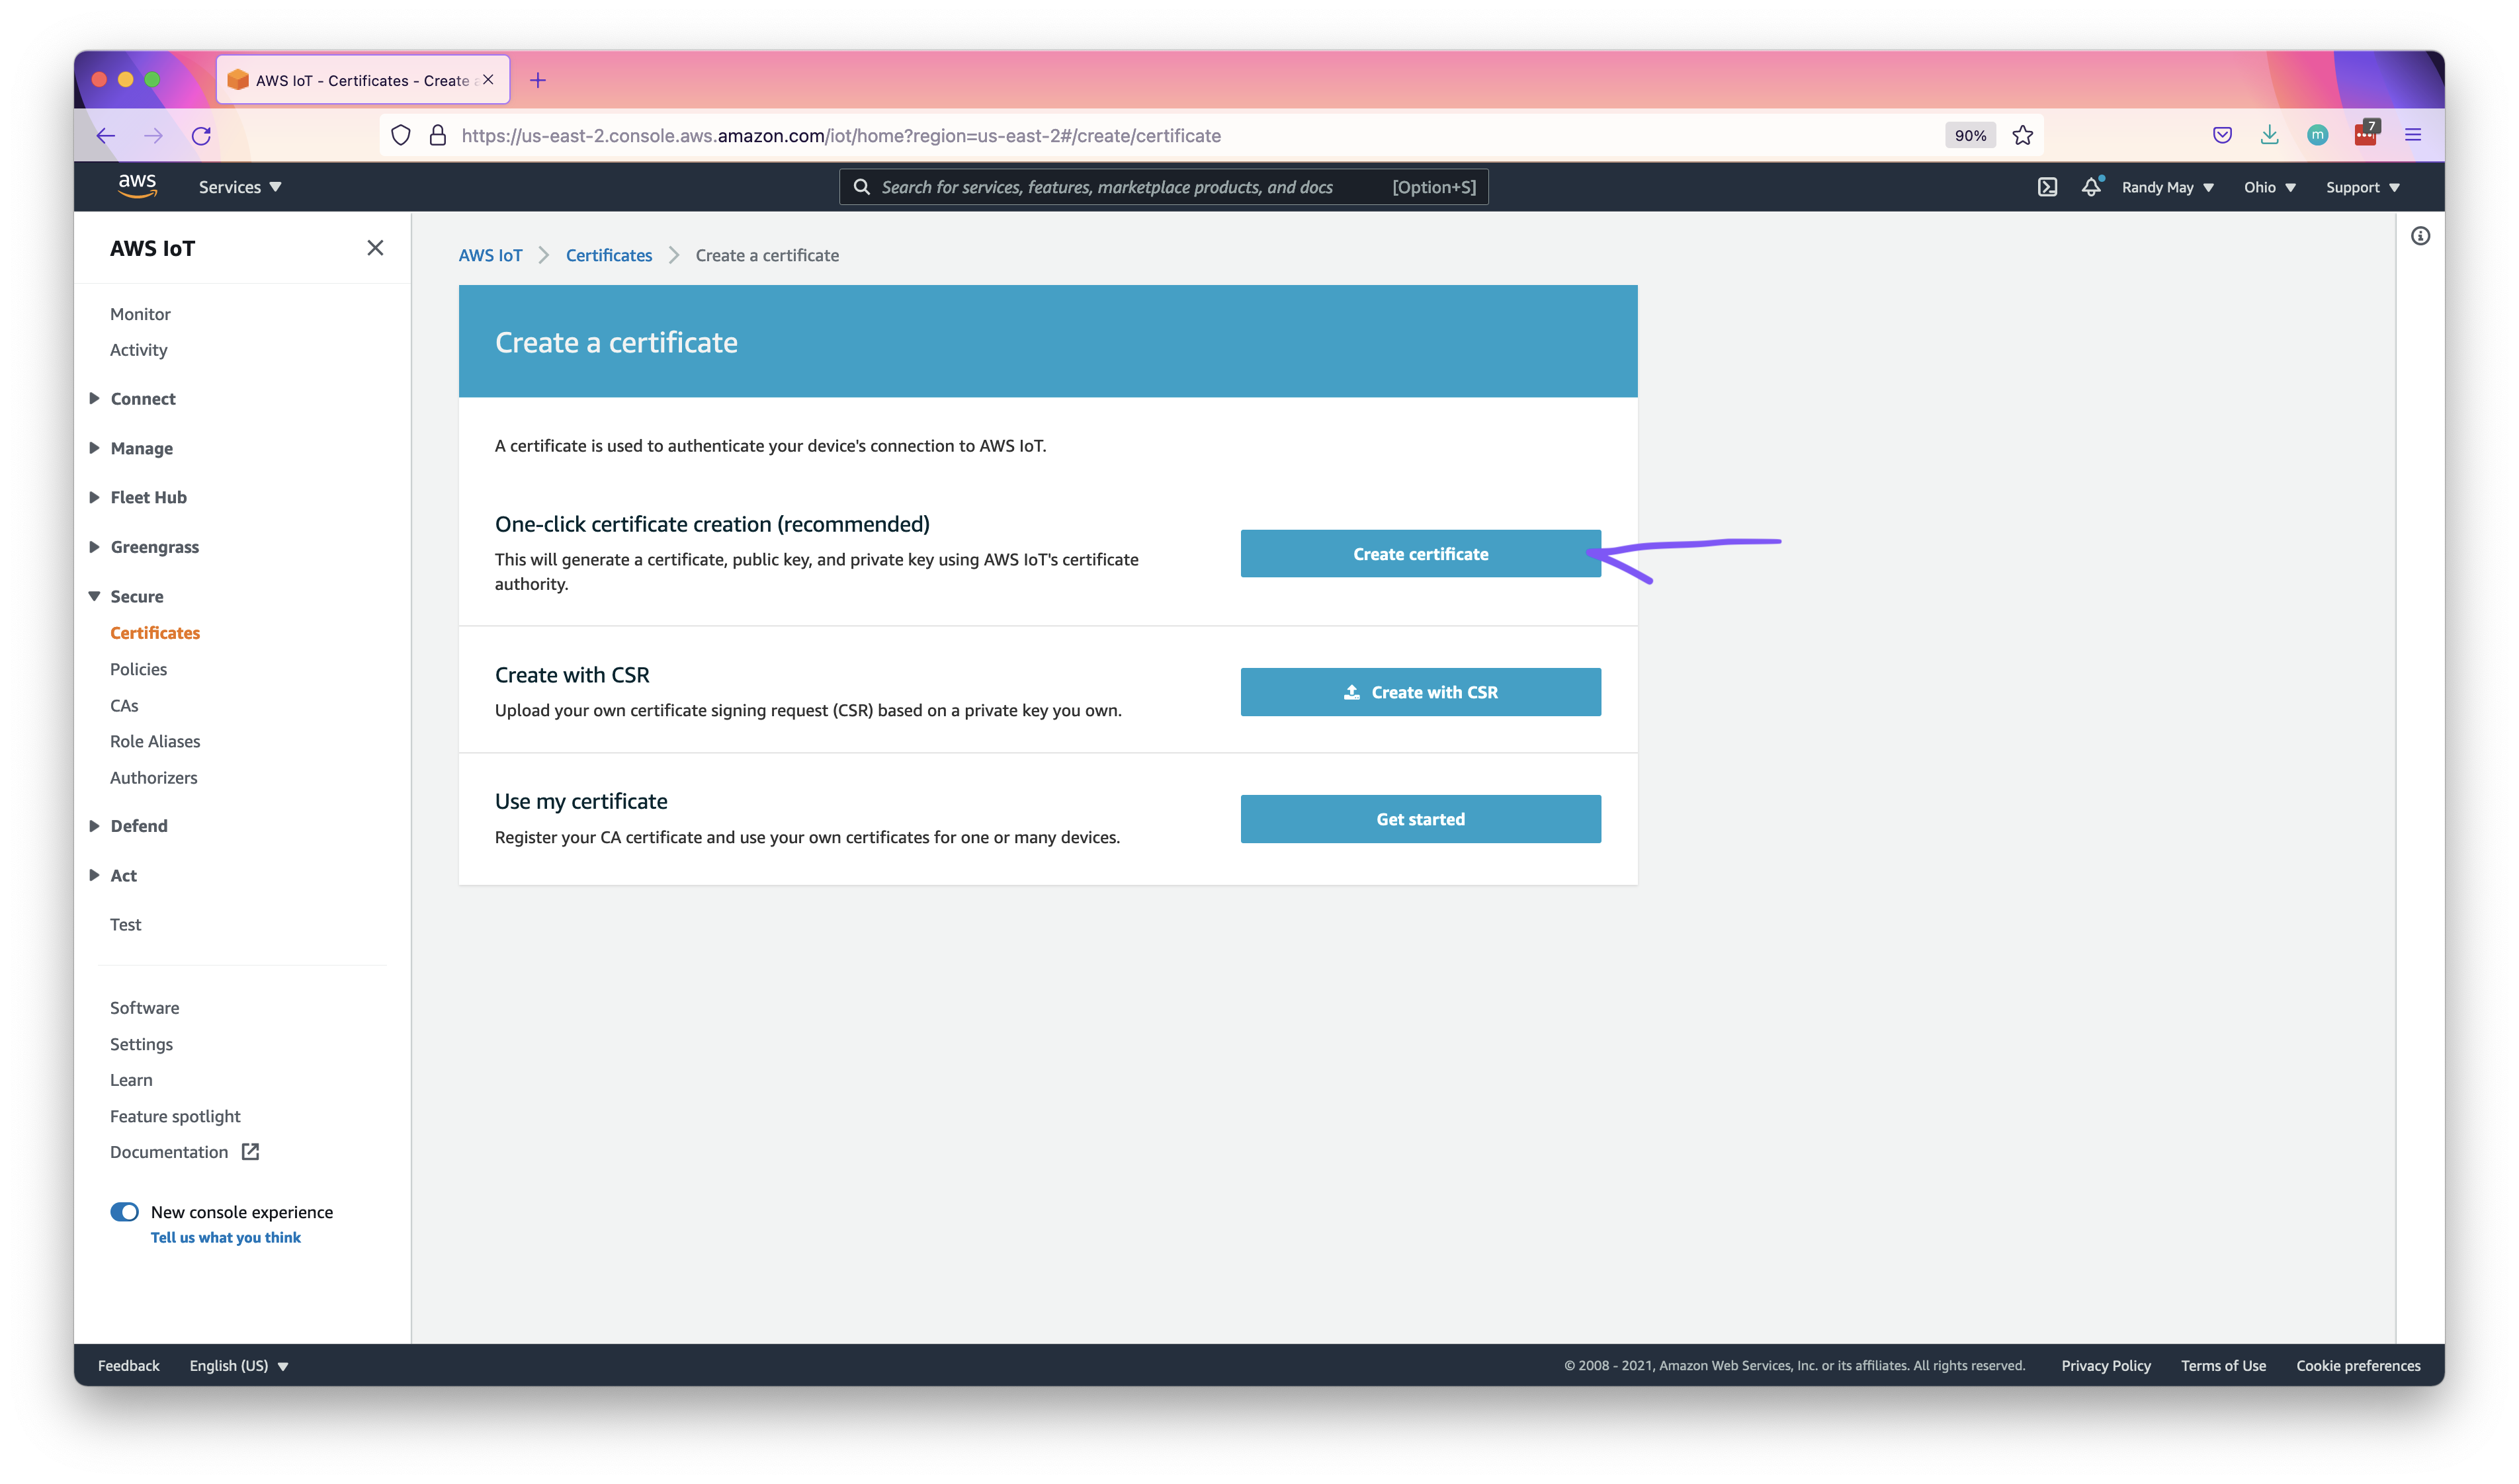 AWS IoT - Certificates - Create
https://us-east-2.console.aws.amazon.com/iot/home?region=us-east-2#/create/certificate
90%
m
7
aws
Services
Search for services, features, marketplace products, and docs
[Option+S]
Randy May
Ohio
Support
AWS IoT
Monitor
Activity
Connect
Manage
Fleet Hub
Greengrass
Secure
Certificates
Policies
CAs
Role Aliases
Authorizers
Defend
Act
Test
Software
Settings
Learn
Feature spotlight
Documentation
New console experience
Tell us what you think
AWS IoT
Certificates
Create a certificate
Create a certificate
A certificate is used to authenticate your device's connection to AWS IoT.
One-click certificate creation (recommended)
This will generate a certificate, public key, and private key using AWS IoT's certificate
authority.
Create certificate
Create with CSR
Upload your own certificate signing request (CSR) based on a private key you own.
Create with CSR
Use my certificate
Register your CA certificate and use your own certificates for one or many devices.
Get started
Feedback
English (US)
© 2008 - 2021, Amazon Web Services, Inc. or its affiliates. All rights reserved.
Privacy Policy
Terms of Use
Cookie preferences